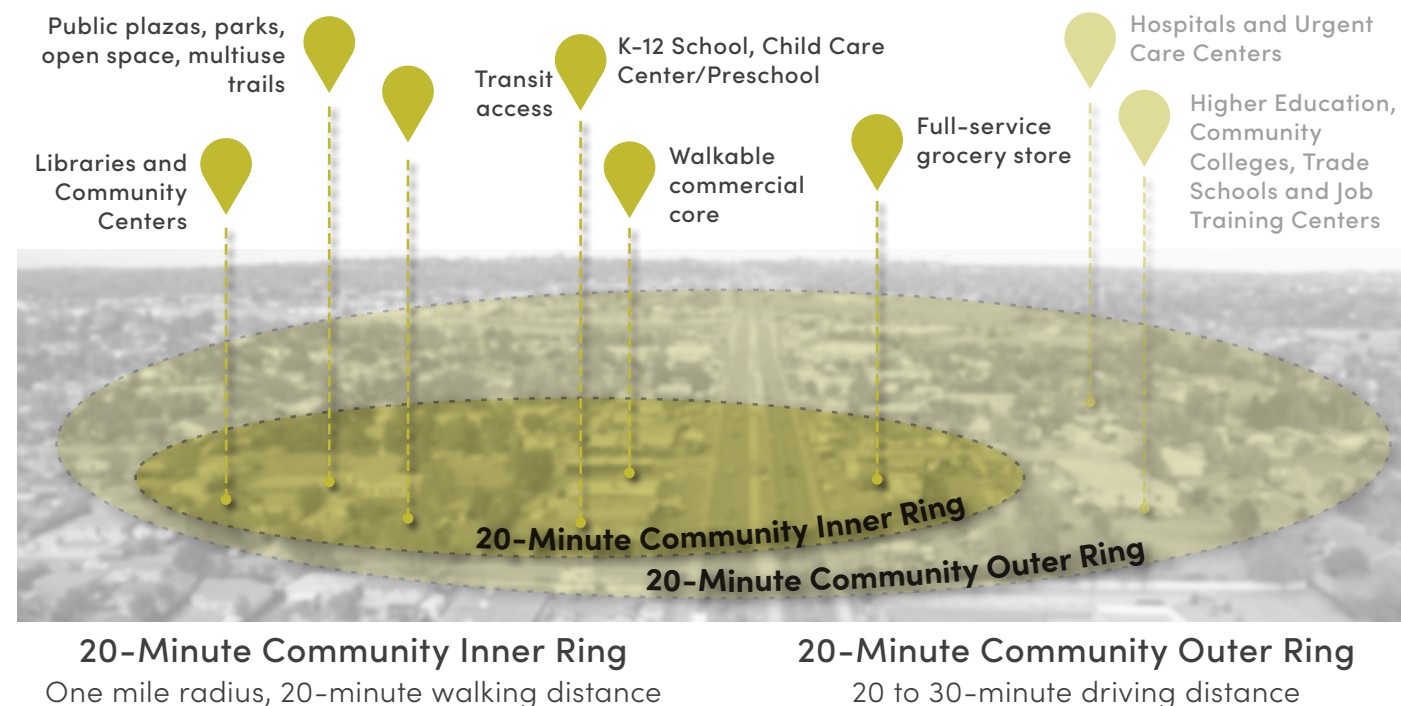 Public plazas, parks,
open space, multiuse
trails
Libraries and
Community
Centers
Transit
access
K-12 School, Child Care
Center/Preschool
Walkable
commercial
core
Full-service
grocery store
Hospitals and Urgent
Care Centers
Higher Education,
Community
Colleges, Trade
Schools and Job
Training Centers
20-Minute Community Inner Ring
20-Minute Community Outer Ring
20-Minute Community Inner Ring
One mile radius, 20-minute walking distance
20-Minute Community Outer Ring
20 to 30-minute driving distance